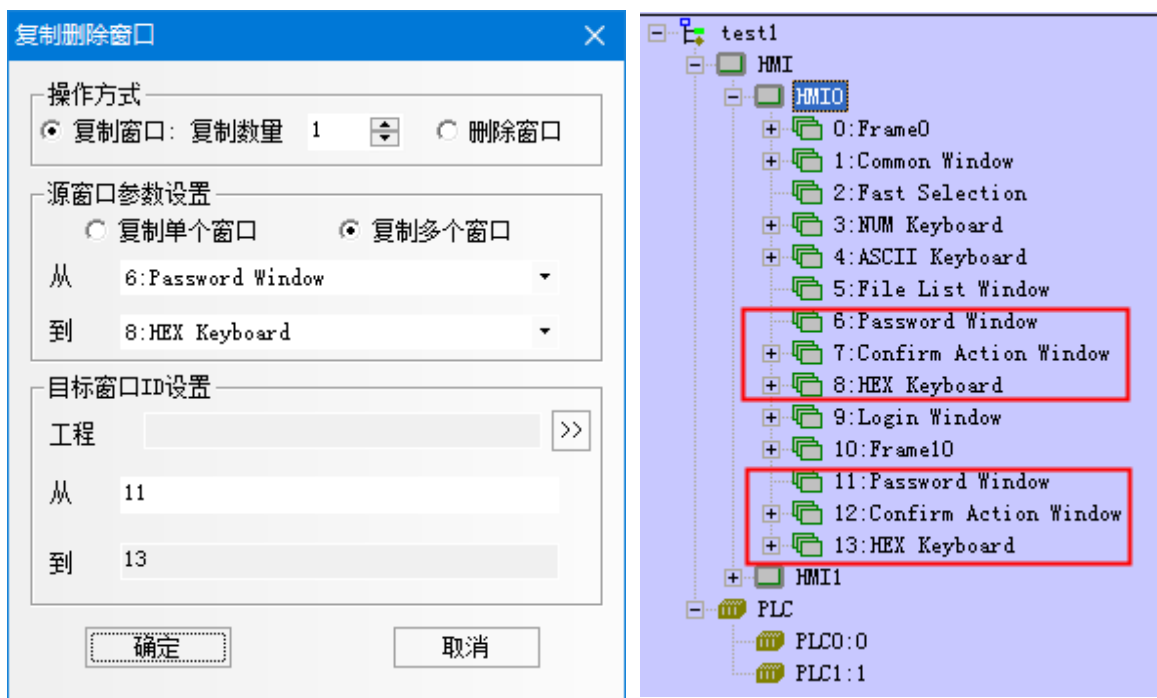 复制删除窗口
操作方式
复制窗口: 复制数量 1 删除窗口
源窗口参数设置
复制单个窗口 复制多个窗口
从 6:Password Window
到 8:HEX Keyboard
目标窗口ID设置
工程 >>
从 11
到 13
确定 取消
test1
HMI
HMI0
0:Frame0
1:Common Window
2:Fast Selection
3:NUM Keyboard
4:ASCII Keyboard
5:File List Window
6:Password Window
7:Confirm Action Window
8:HEX Keyboard
9:Login Window
10:Frame10
11:Password Window
12:Confirm Action Window
13:HEX Keyboard
HMI1
PLC
PLC0:0
PLC1:1